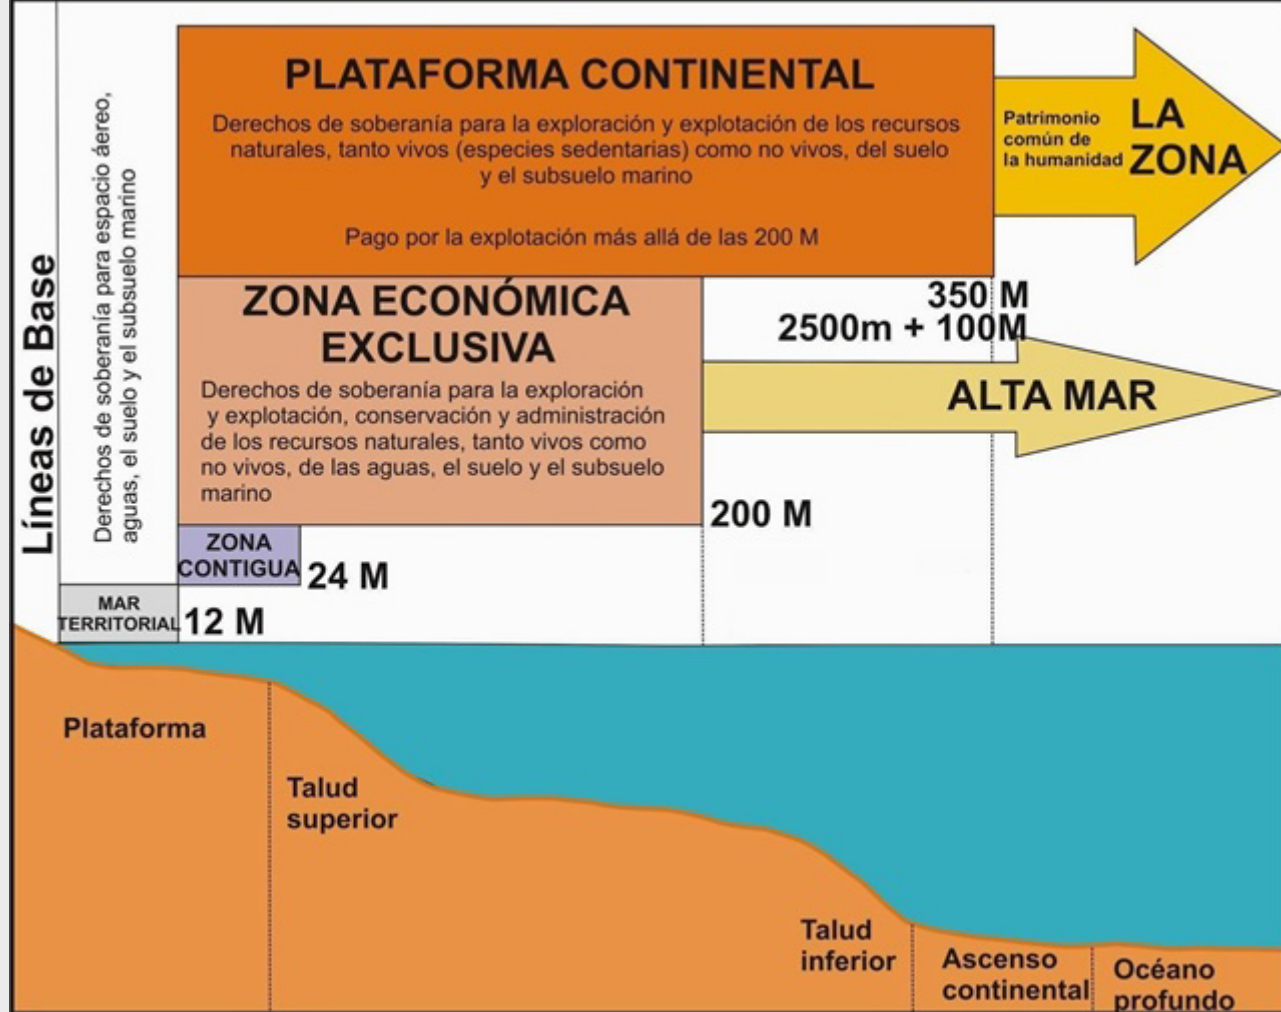 PLATAFORMA CONTINENTAL
Derechos de soberanía para la exploración y explotación de los recursos
naturales, tanto vivos (especies sedentarias) como no vivos, del suelo
y el subsuelo marino
Pago por la explotación más allá de las 200 M
Patrimonio
común de
la humanidad
LA
ZONA
Líneas de Base
Derechos de soberanía para espacio áereo,
aguas, el suelo y el subsuelo marino
ZONA ECONÓMICA
EXCLUSIVA
Derechos de soberanía para la exploración
y explotación, conservación y administración
de los recursos naturales, tanto vivos como
no vivos, de las aguas, el suelo y el subsuelo
marino
350 M
2500m + 100M
ALTA MAR
200 M
ZONA
CONTIGUA
24 M
MAR
TERRITORIAL
12 M
Plataforma
Talud
superior
Talud
inferior
Ascenso
continental
Océano
profundo